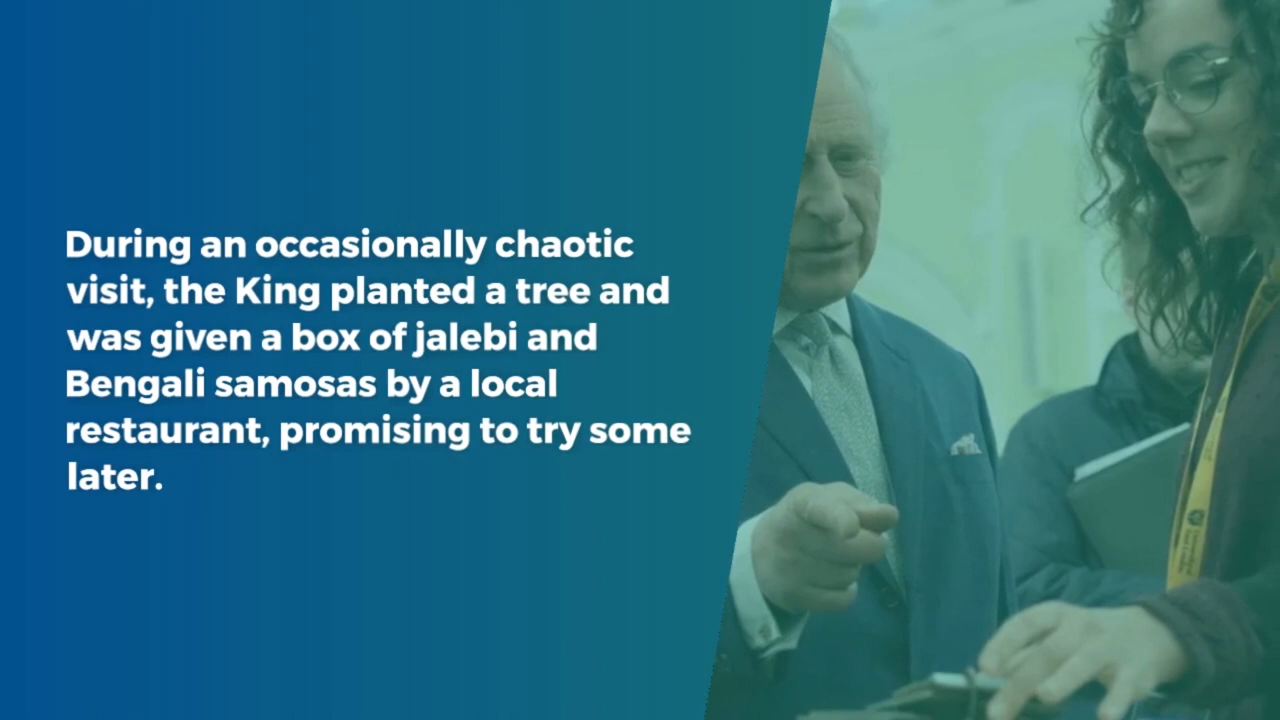 During an occasionally chaotic
visit, the King planted a tree and
was given a box of jalebi and
Bengali samosas by a local
restaurant, promising to try some
later.